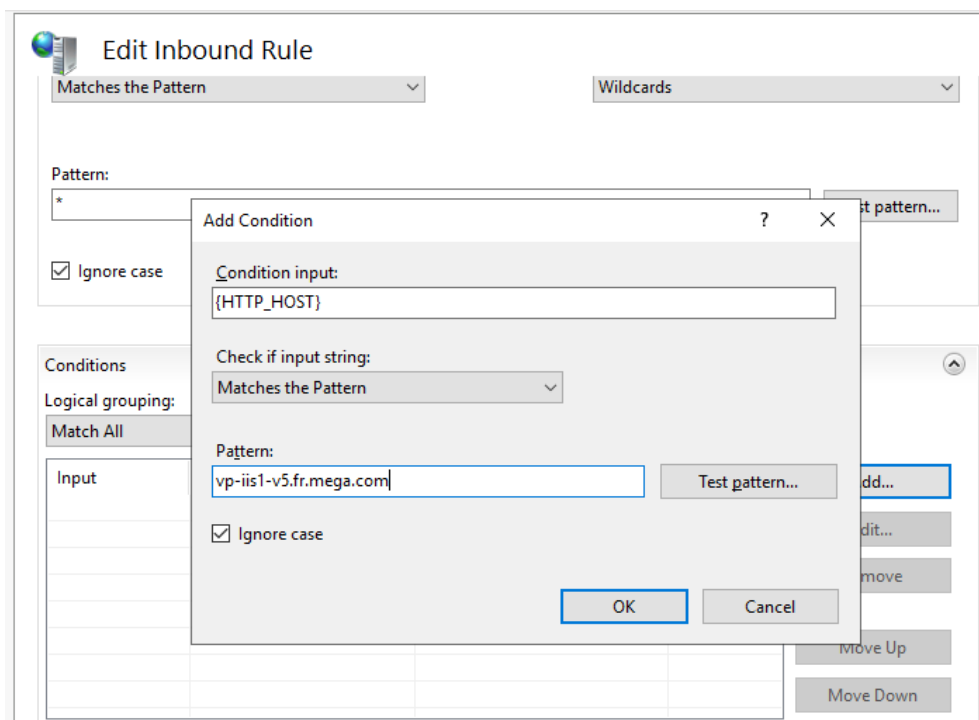 Edit Inbound Rule
Matches the Pattern
Wildcards
Pattern:
*
st pattern...
Ignore case
Add Condition
?
Condition input:
{HTTP_HOST}
Check if input string:
Matches the Pattern
Pattern:
vp-iis1-v5.fr.mega.com
Test pattern...
Ignore case
OK
Cancel
Conditions
Logical grouping:
Match All
Input
dd...
dit...
move
Move Up
Move Down